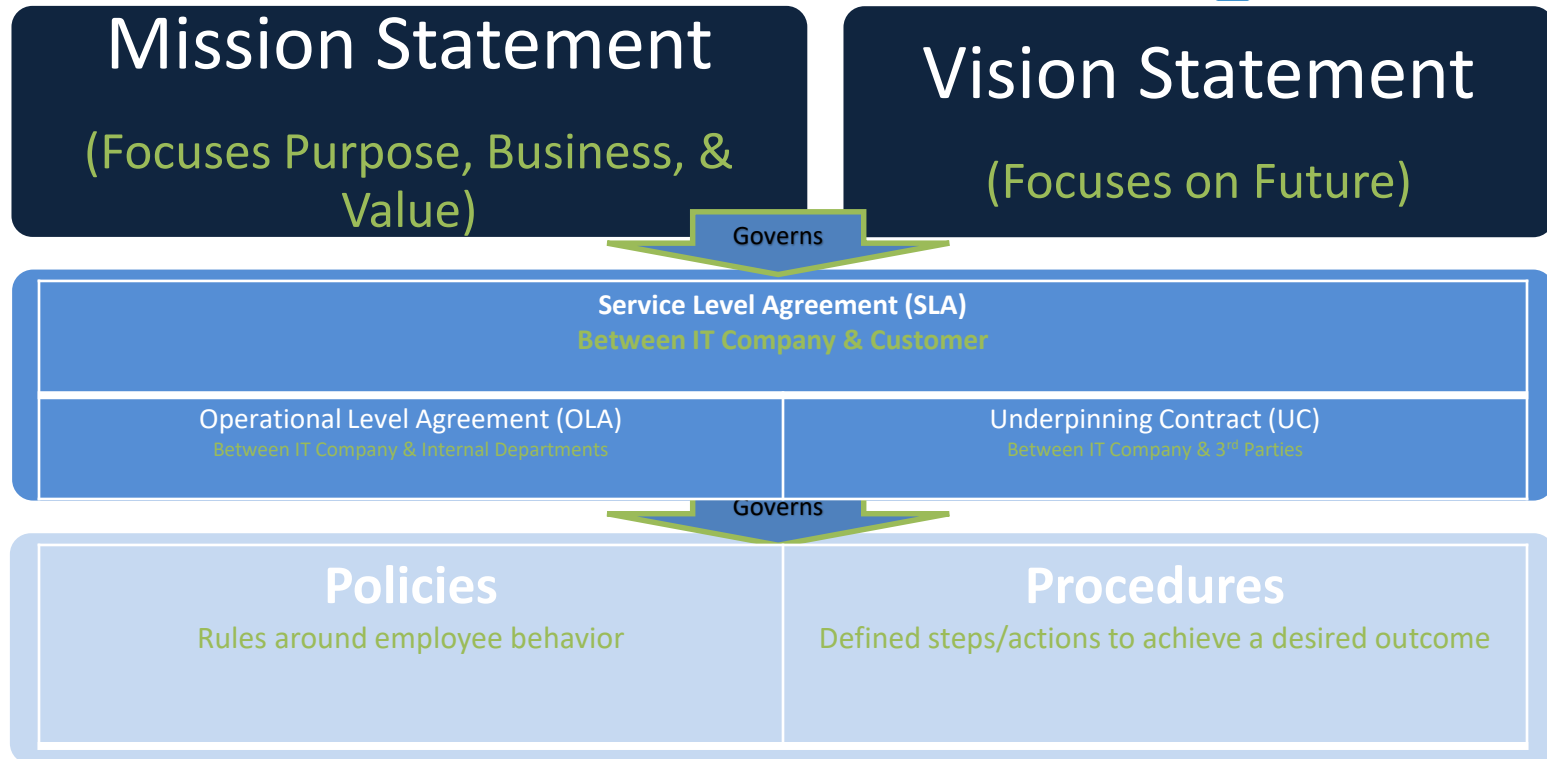 Mission Statement
(Focuses Purpose, Business, &
Value)
Vision Statement
(Focuses on Future)
Governs
Service Level Agreement (SLA)
Between IT Company & Customer
Operational Level Agreement (OLA)
Between IT Company & Internal Departments
Underpinning Contract (UC)
Between IT Company & 3rd Parties
Governs
Policies
Rules around employee behavior
Procedures
Defined steps/actions to achieve a desired outcome